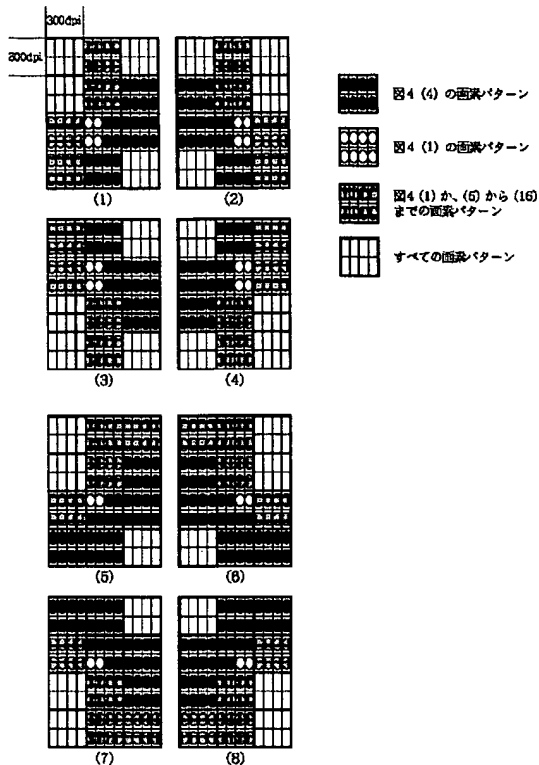 300dpi
300dpi
(1)
(2)
図4 (4) の画素パターン
図4 (1) の画素パターン
図4 (1) か、(5) から (16)
までの画素パターン
すべての画素パターン
(3)
(4)
(5)
(6)
(7)
(8)